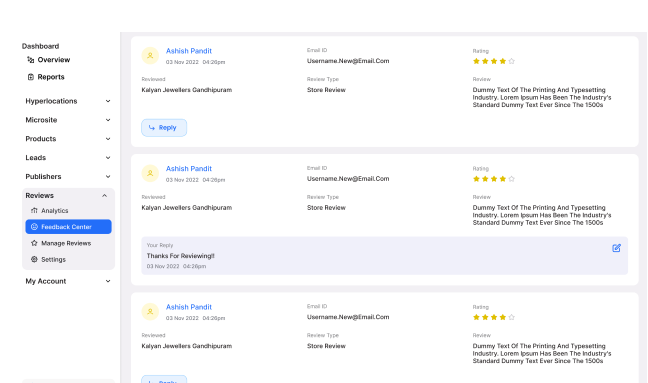 Dashboard
Overview
Reports
Hyperlocations
Microsite
Products
Leads
Publishers
Reviews
Analytics
Feedback Center
Manage Reviews
Settings
My Account
Ashish Pandit
03 Nov 2022 04:26pm
Email ID
Username.New@Email.Com
Rating
Reviewed
Kalyan Jewellers Gandhipuram
Review Type
Store Review
Review
Dummy Text Of The Printing And Typesetting
Industry. Lorem Ipsum Has Been The Industry's
Standard Dummy Text Ever Since The 1500s
Reply
Ashish Pandit
03 Nov 2022 04:26pm
Email ID
Username.New@Email.Com
Rating
Reviewed
Kalyan Jewellers Gandhipuram
Review Type
Store Review
Review
Dummy Text Of The Printing And Typesetting
Industry. Lorem Ipsum Has Been The Industry's
Standard Dummy Text Ever Since The 1500s
Your Reply
Thanks For Reviewing!!
03 Nov 2022 04:26pm
Ashish Pandit
03 Nov 2022 04:26pm
Email ID
Username.New@Email.Com
Rating
Reviewed
Kalyan Jewellers Gandhipuram
Review Type
Store Review
Review
Dummy Text Of The Printing And Typesetting
Industry. Lorem Ipsum Has Been The Industry's
Standard Dummy Text Ever Since The 1500s
Reply